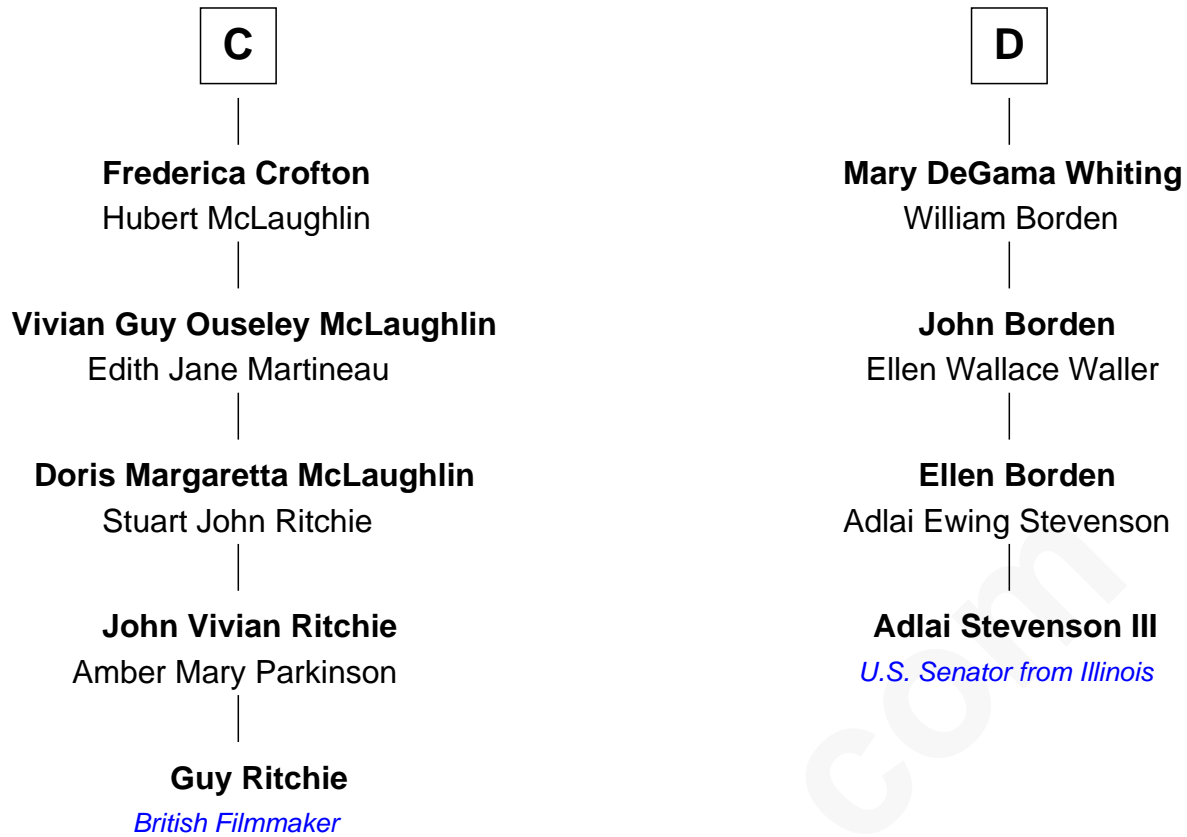 C
Frederica Crofton
Hubert McLaughlin
Vivian Guy Ouseley McLaughlin
Edith Jane Martineau
Doris Margaretta McLaughlin
Stuart John Ritchie
John Vivian Ritchie
Amber Mary Parkinson
Guy Ritchie
British Filmmaker
D
Mary DeGama Whiting
William Borden
John Borden
Ellen Wallace Waller
Ellen Borden
Adlai Ewing Stevenson
Adlai Stevenson III
U.S. Senator from Illinois
com